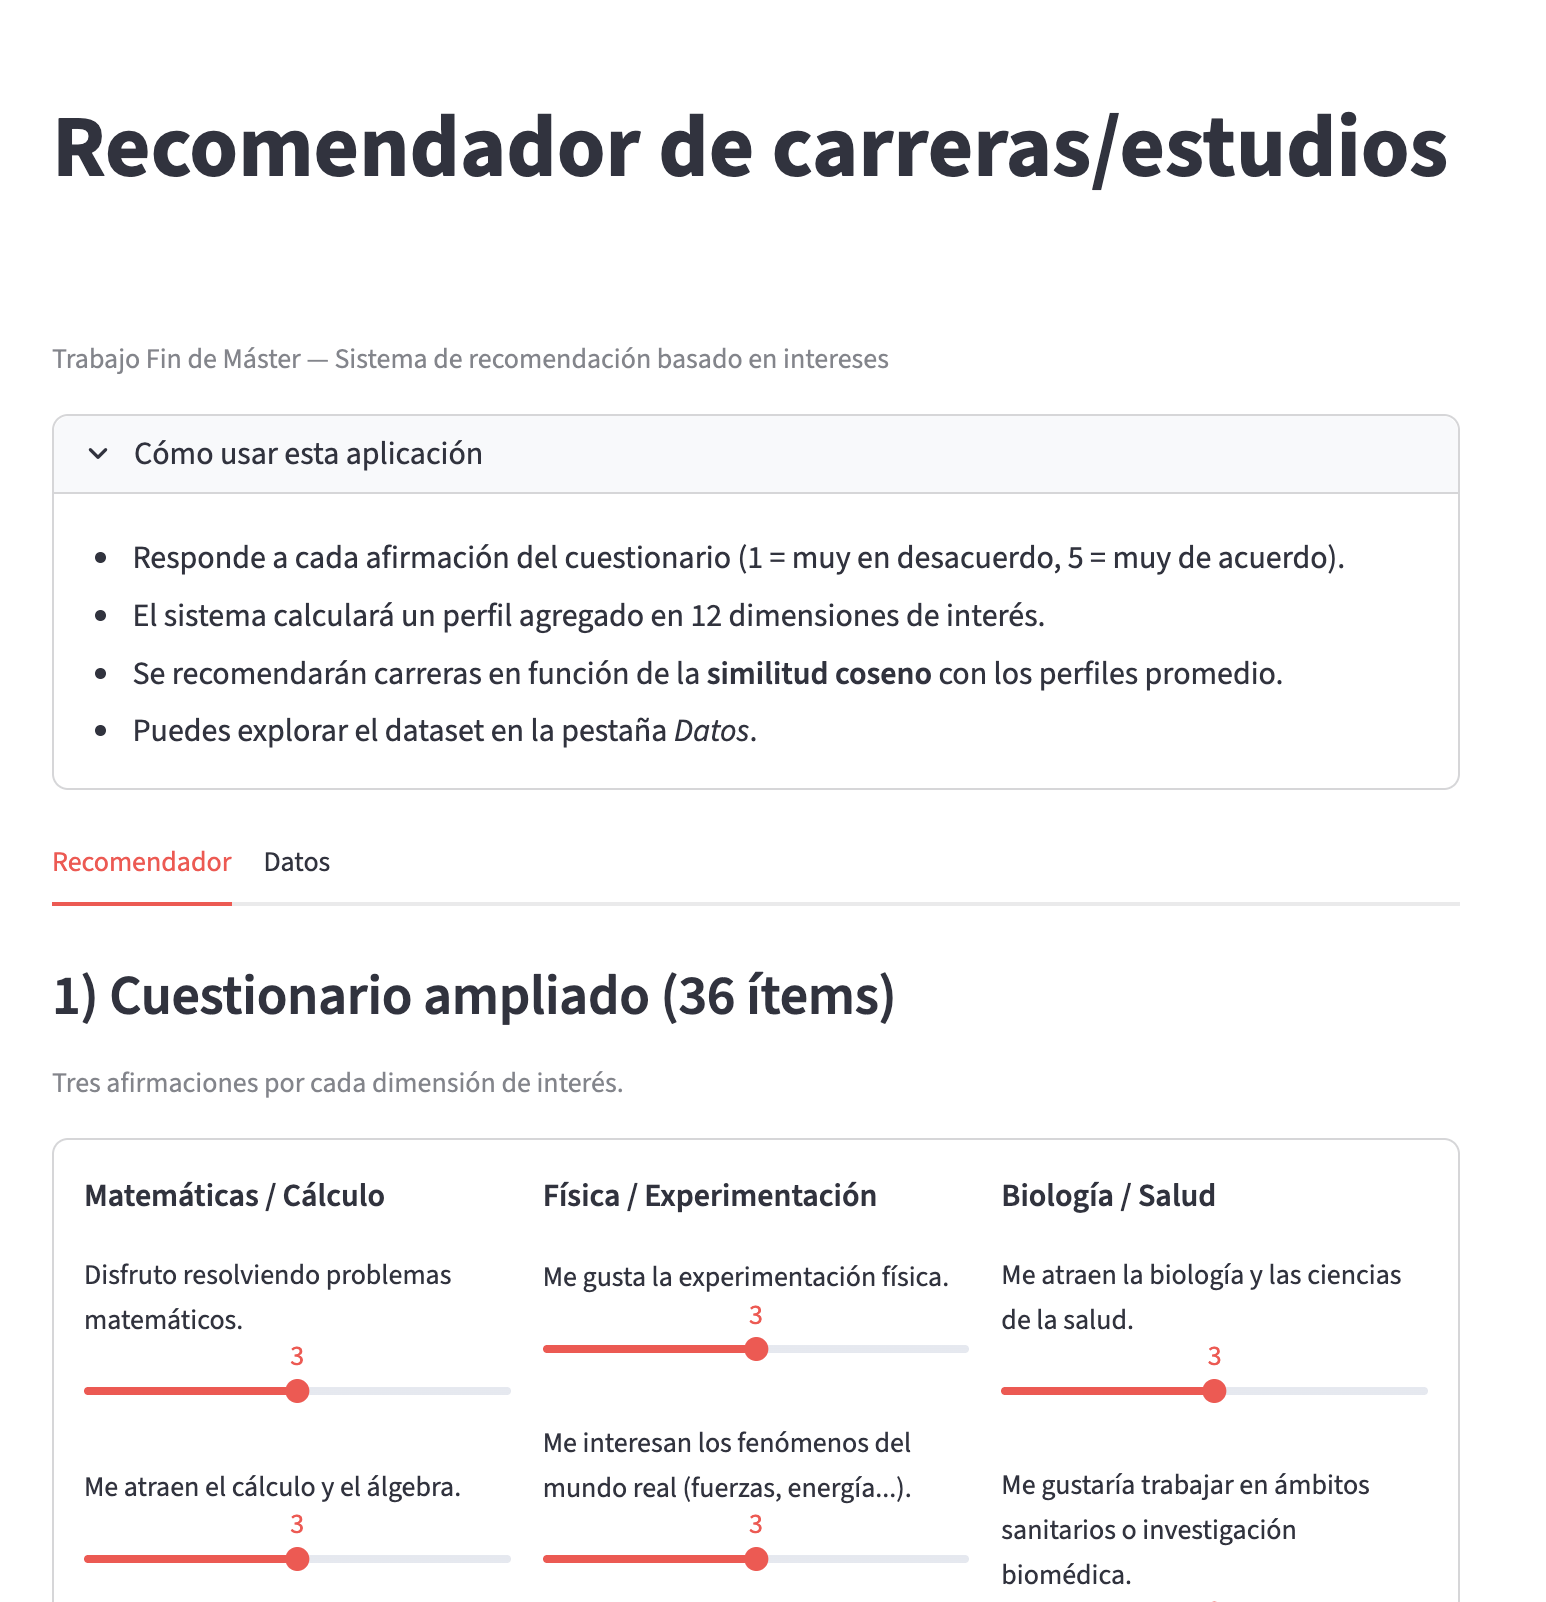 Recomendador de carreras/estudios
Trabajo Fin de Máster — Sistema de recomendación basado en intereses
Cómo usar esta aplicación
• Responde a cada afirmación del cuestionario (1 = muy en desacuerdo, 5 = muy de acuerdo).
• El sistema calculará un perfil agregado en 12 dimensiones de interés.
• Se recomendarán carreras en función de la similitud coseno con los perfiles promedio.
• Puedes explorar el dataset en la pestaña Datos.
Recomendador Datos
1) Cuestionario ampliado (36 ítems)
Tres afirmaciones por cada dimensión de interés.
Matemáticas / Cálculo
Disfruto resolviendo problemas
matemáticos.
3
Me atraen el cálculo y el álgebra.
3
Física / Experimentación
Me gusta la experimentación física.
3
Me interesan los fenómenos del
mundo real (fuerzas, energía...).
3
Biología / Salud
Me atraen la biología y las ciencias
de la salud.
3
Me gustaría trabajar en ámbitos
sanitarios o investigación
biomédica.